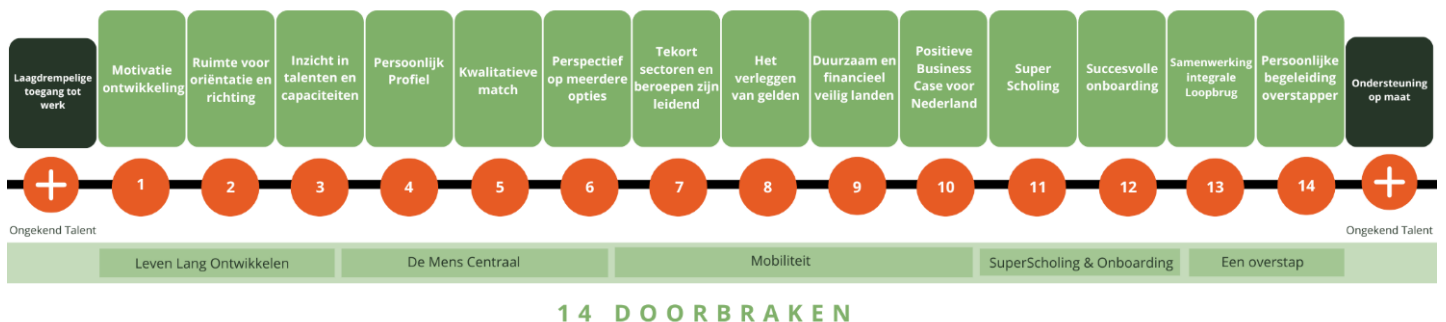 Laagdrempelige
toegang tot
werk
Motivatie
ontwikkeling
Ruimte voor
oriëntatie en
richting
Inzicht in
talenten en
capaciteiten
Persoonlijk
Profiel
Kwalitatieve
match
Perspectief
op meerdere
opties
Tekort
sectoren en
beroepen zijn
leidend
Het
verleggen
van gelden
Duurzaam en
financieel
veilig landen
Positieve
Business
Case voor
Nederland
Super
Scholing
Succesvolle
onboarding
Samenwerking
integrale
Loopbrug
Persoonlijke
begeleiding
overstapper
Ondersteuning
op maat
+
1
2
3
4
5
6
7
8
9
10
11
12
13
14
+
Ongekend Talent
Ongekend Talent
Leven Lang Ontwikkelen
De Mens Centraal
Mobiliteit
SuperScholing & Onboarding
Een overstap
14 DOORBRAKEN